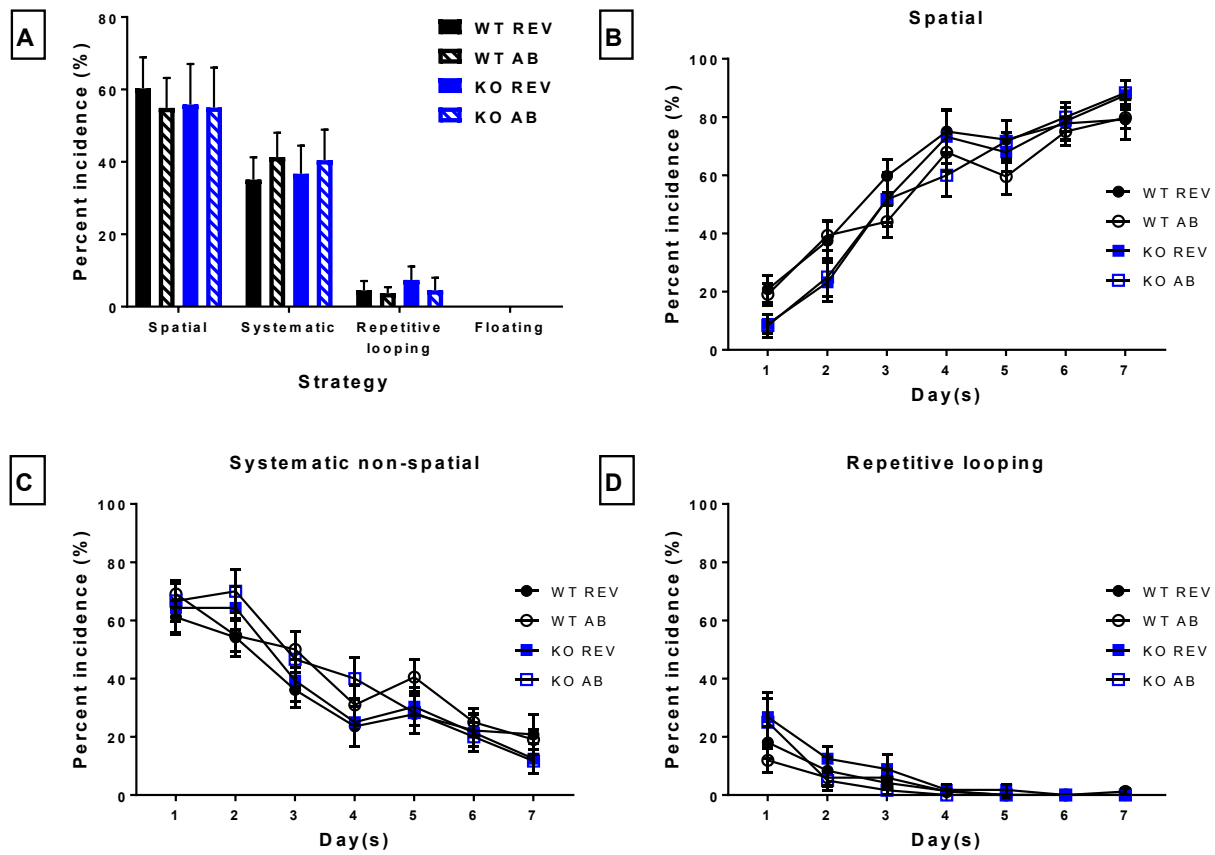 A
Percent incidence (%)
80
60
40
20
0
WT REV
WT AB
KO REV
KO AB
Spatial
Systematic
Repetitive
looping
Floating
Strategy
B
Spatial
Percent incidence (%)
100
80
60
40
20
0
WT REV
WT AB
KO REV
KO AB
1 2 3 4 5 6 7
Day(s)
C
Systematic non-spatial
Percent incidence (%)
100
80
60
40
20
0
WT REV
WT AB
KO REV
KO AB
1 2 3 4 5 6 7
Day(s)
D
Repetitive looping
Percent incidence (%)
100
80
60
40
20
0
WT REV
WT AB
KO REV
KO AB
1 2 3 4 5 6 7
Day(s)